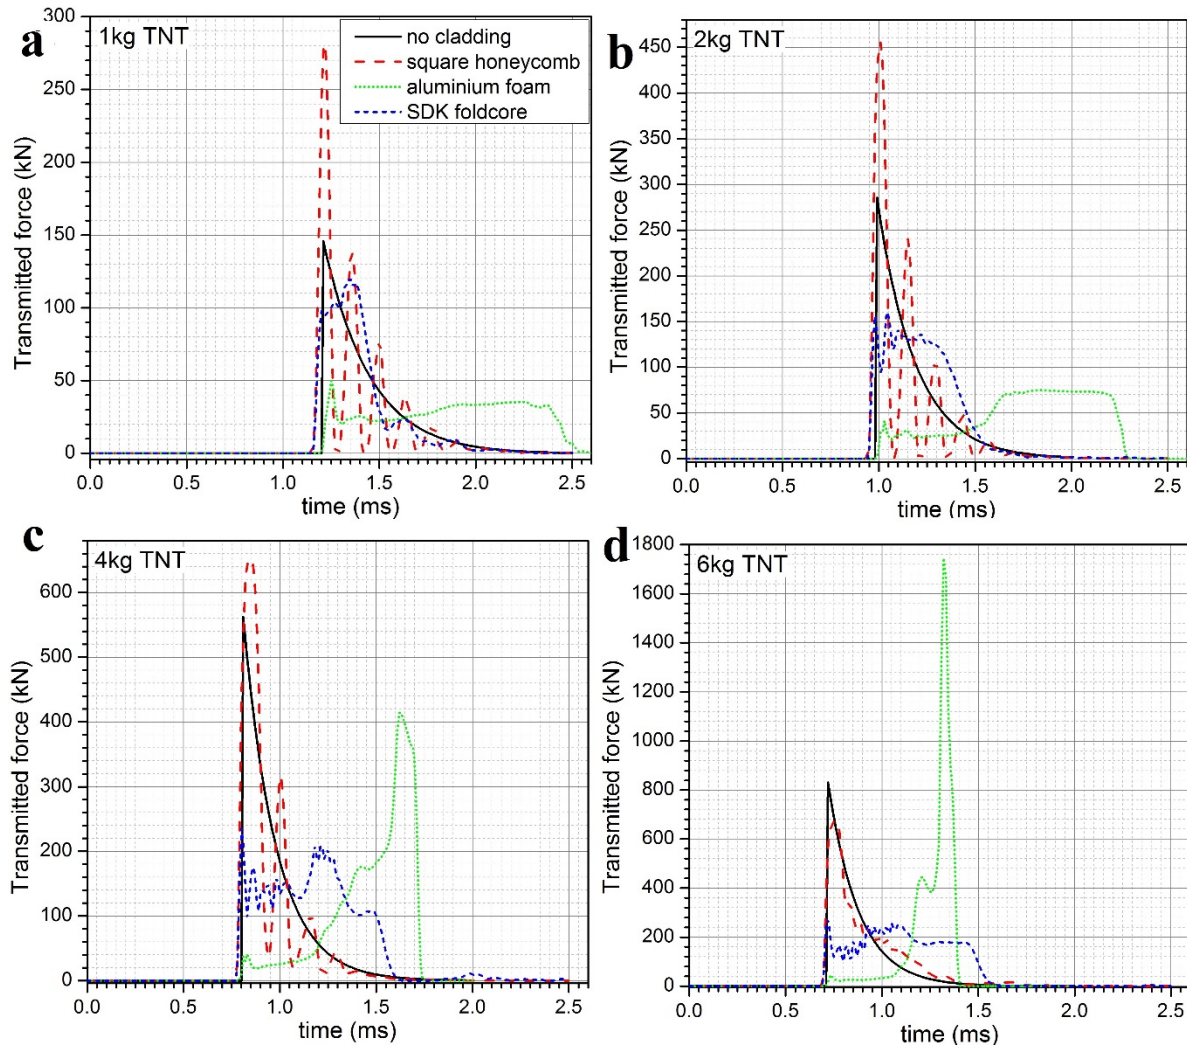 a
1kg TNT
no cladding
square honeycomb
aluminium foam
SDK foldcore
Transmitted force (kN)
300
250
200
150
100
50
0
0.0 0.5 1.0 1.5 2.0 2.5
time (ms)
b
2kg TNT
Transmitted force (kN)
450
400
350
300
250
200
150
100
50
0
0.0 0.5 1.0 1.5 2.0 2.5
time (ms)
c
4kg TNT
Transmitted force (kN)
600
500
400
300
200
100
0
0.0 0.5 1.0 1.5 2.0 2.5
time (ms)
d
6kg TNT
Transmitted force (kN)
1800
1600
1400
1200
1000
800
600
400
200
0
0.0 0.5 1.0 1.5 2.0 2.5
time (ms)